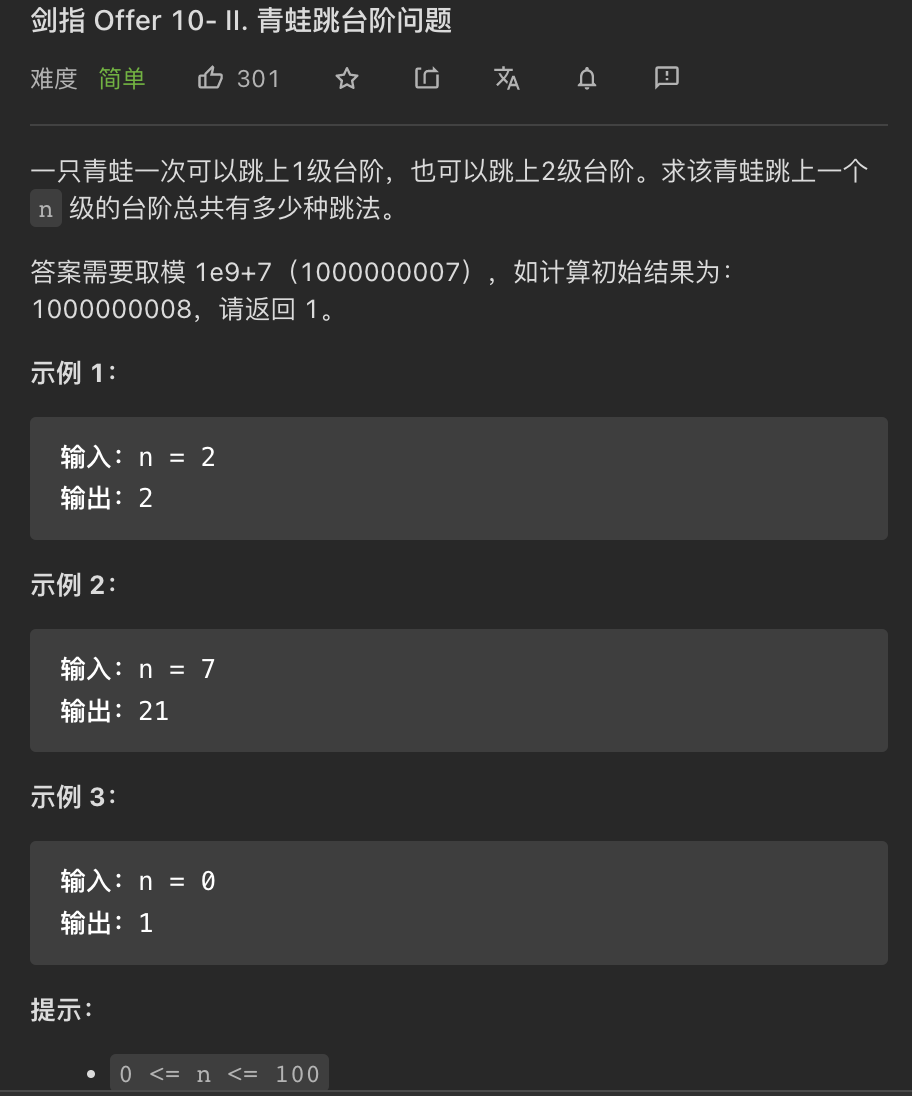 剑指 Offer 10- II. 青蛙跳台阶问题
难度 简单 301
一只青蛙一次可以跳上1级台阶，也可以跳上2级台阶。求该青蛙跳上一个
n 级的台阶总共有多少种跳法。
答案需要取模 1e9+7（1000000007），如计算初始结果为：
1000000008，请返回 1。
示例 1：
输入：n = 2
输出：2
示例 2：
输入：n = 7
输出：21
示例 3：
输入：n = 0
输出：1
提示：
• 0 <= n <= 100